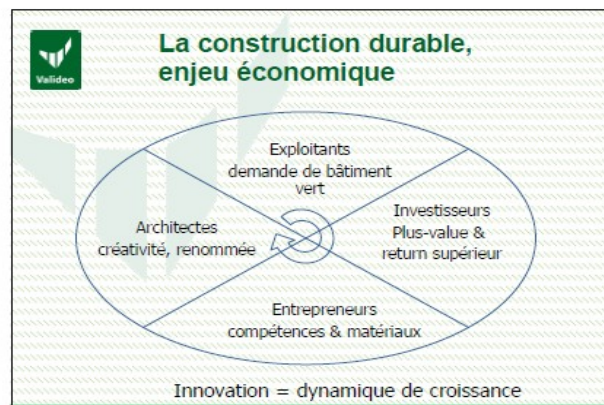 Valideo
La construction durable,
enjeu économique
Exploitants
demande de bâtiment
vert
Architectes
créativité, renommée
Investisseurs
Plus-value &
return supérieur
Entrepreneurs
compétences & matériaux
Innovation = dynamique de croissance